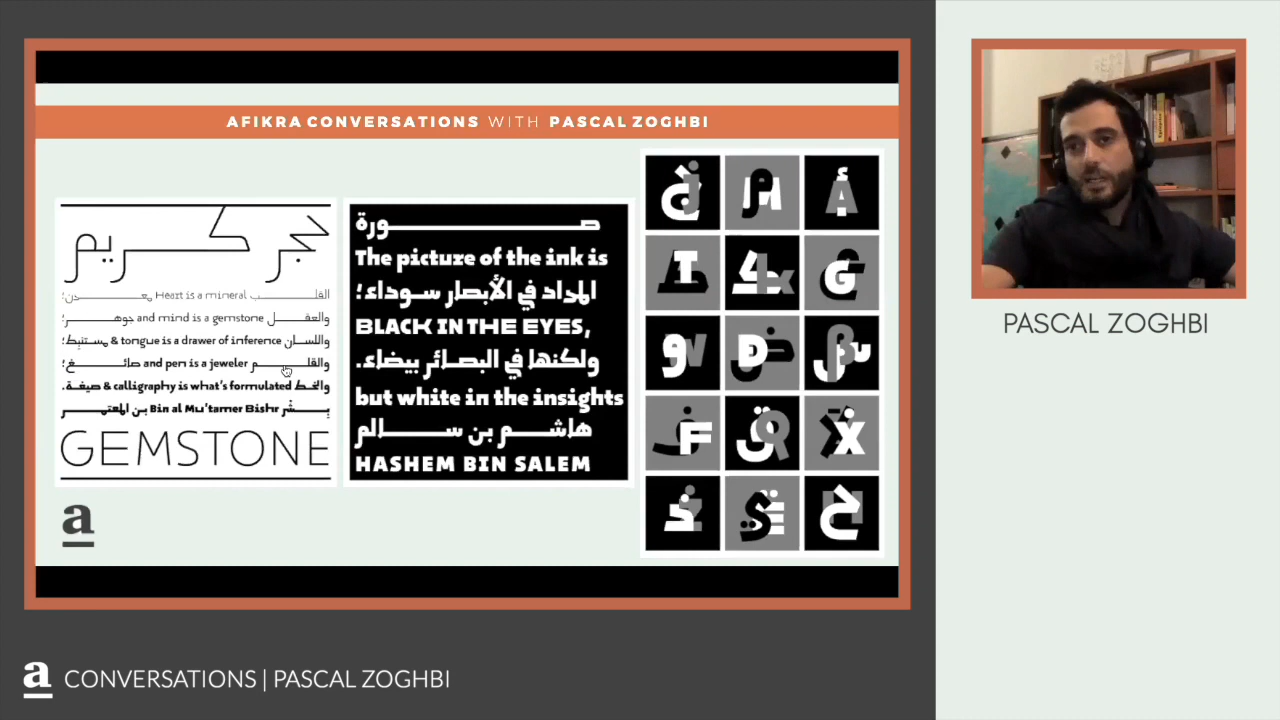 AFIKRA CONVERSATIONS WITH PASCAL ZOGHBI
حجر كريم
القلب Heart is a mineral معدن؛
والعقل and mind is a gemstone جوهر؛
واللسان tongue is a drawer of inference & مستنبط؛
والقلم and pen is a jeweler صائغ؛
والخط calligraphy is what's formulated & صيغة.
بشر Bin al Mu'tamer Bishr بن المعتمر
GEMSTONE
صورة
The picture of the ink is
المداد في الأبصار سوداء؛
BLACK IN THE EYES,
ولكنها في البصائر بيضاء.
but white in the insights
هاشم بن سالم
HASHEM BIN SALEM
a
PASCAL ZOGHBI
a CONVERSATIONS | PASCAL ZOGHBI